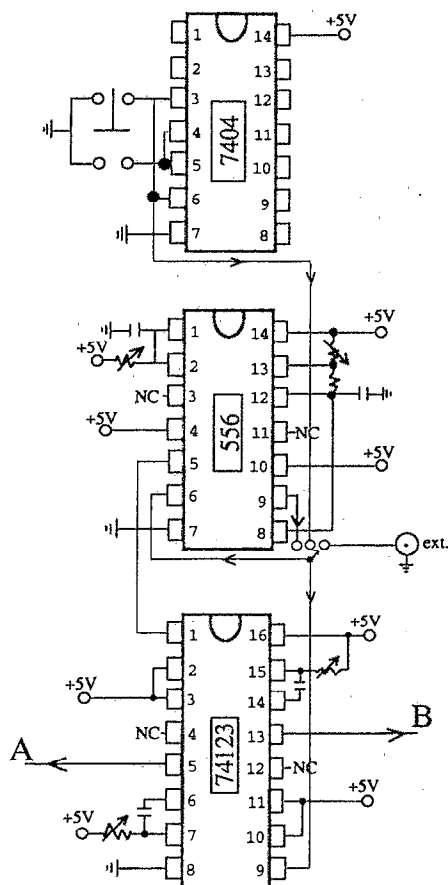 +5V
1 14
2 13
3 12
4 11
5 10
6 9
7 8
7404
+5V
+5V
1 14
2 13
NC 3 12
+5V
4 11 NC
5 10 +5V
6 9
7 8
556
ext.
+5V
1 16
2 15
+5V
3 14
NC 4 13 B
A 5 12 NC
6 11 +5V
+5V
7 10
8 9
74123